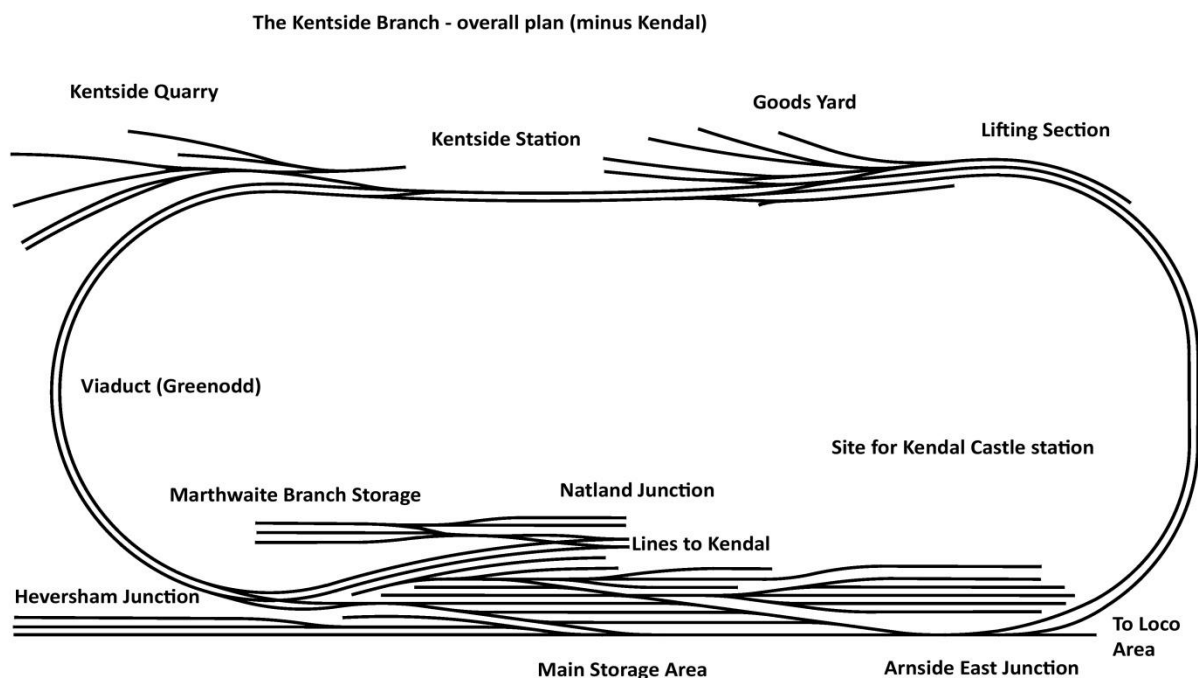 The Kentside Branch - overall plan (minus Kendal)
Kentside Quarry
Goods Yard
Kentside Station
Lifting Section
Viaduct (Greenodd)
Site for Kendal Castle station
Marthwaite Branch Storage
Natland Junction
Lines to Kendal
Heversham Junction
To Loco
Area
Main Storage Area
Arnside East Junction